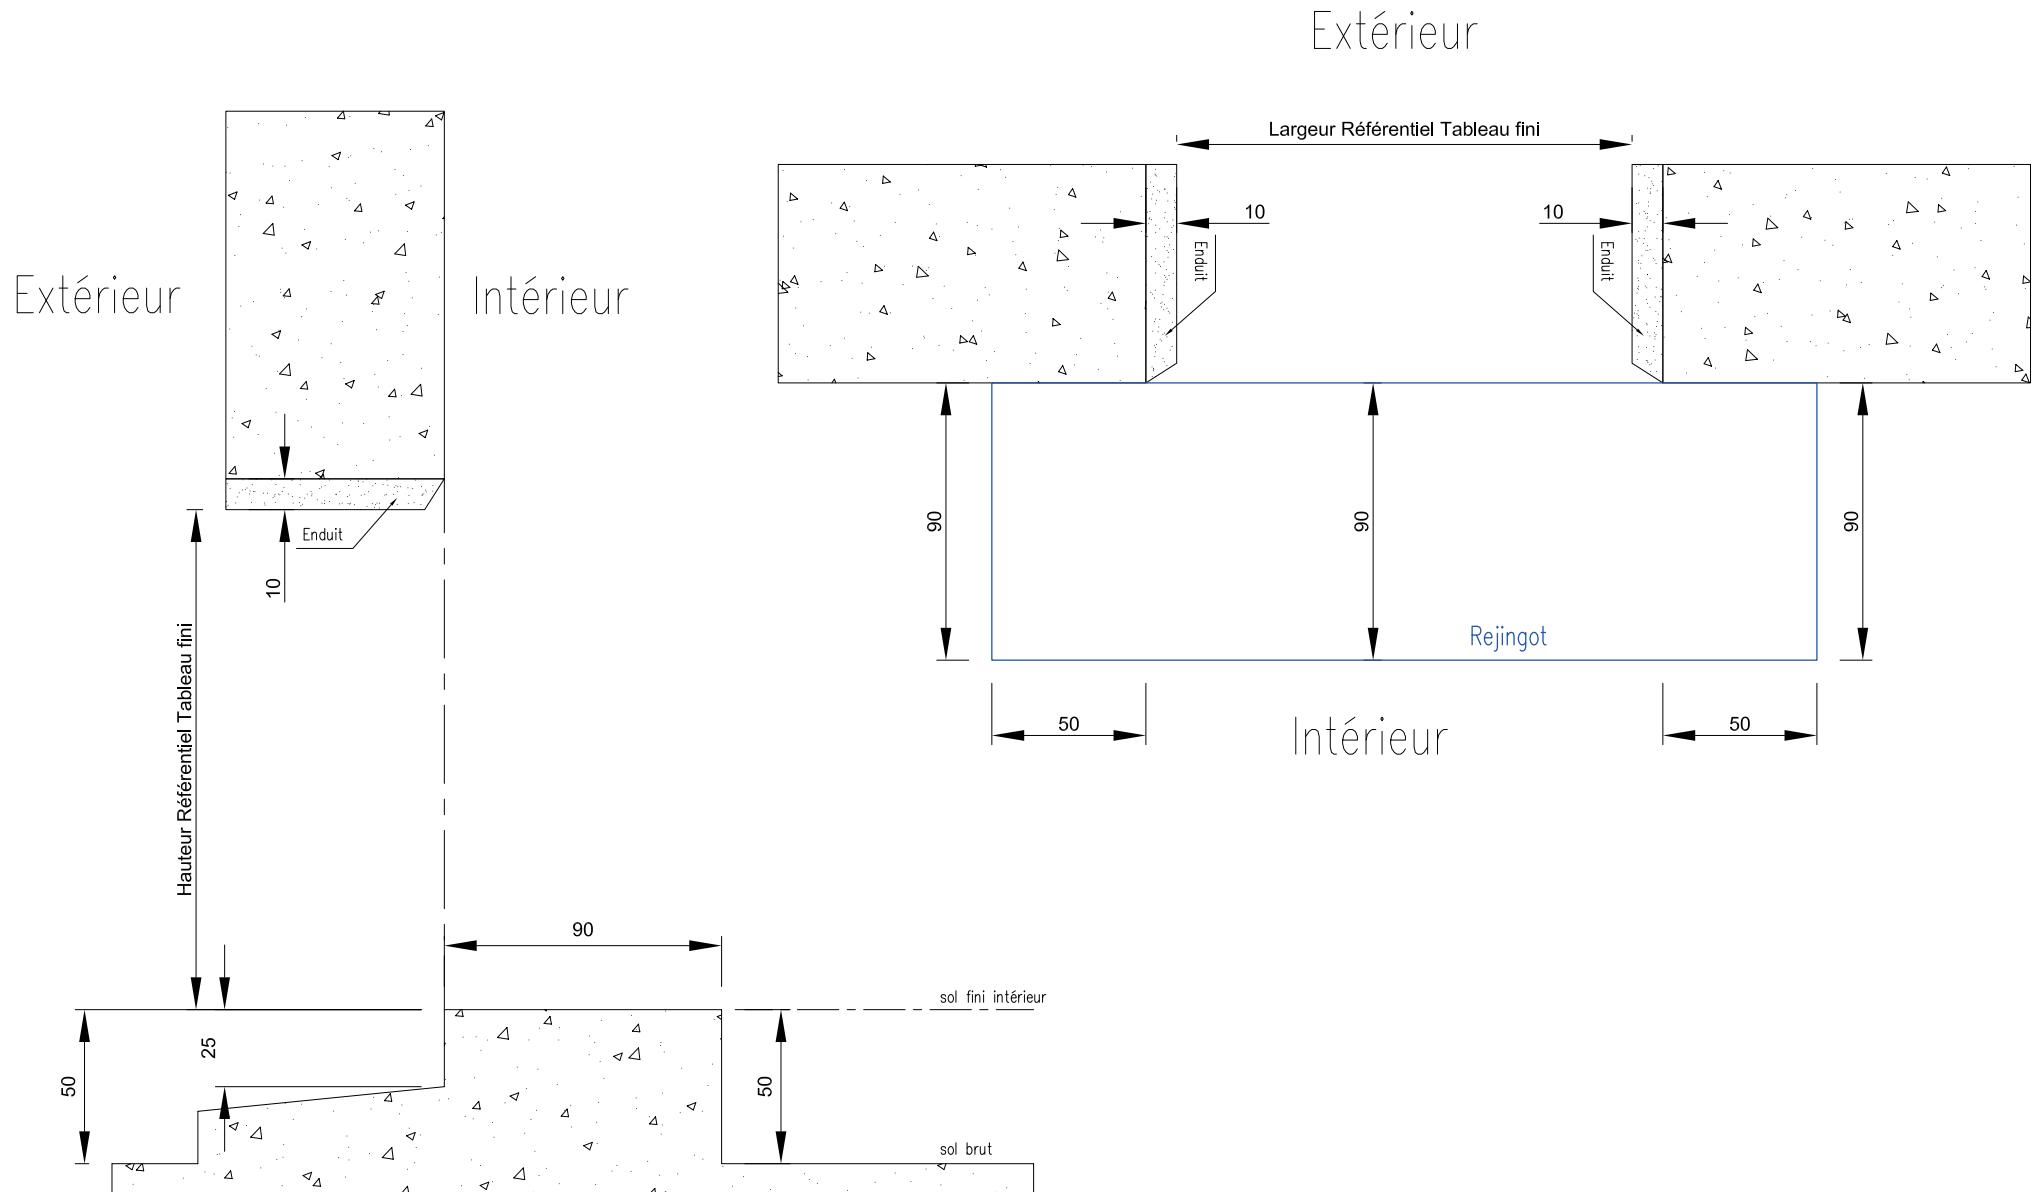 Extérieur
Largeur Référentiel Tableau fini
10
10
Enduit
Enduit
Extérieur
Intérieur
Enduit
10
90
90
90
Rejingot
Hauteur Référentiel Tableau fini
50
50
Intérieur
90
sol fini intérieur
25
50
50
sol brut